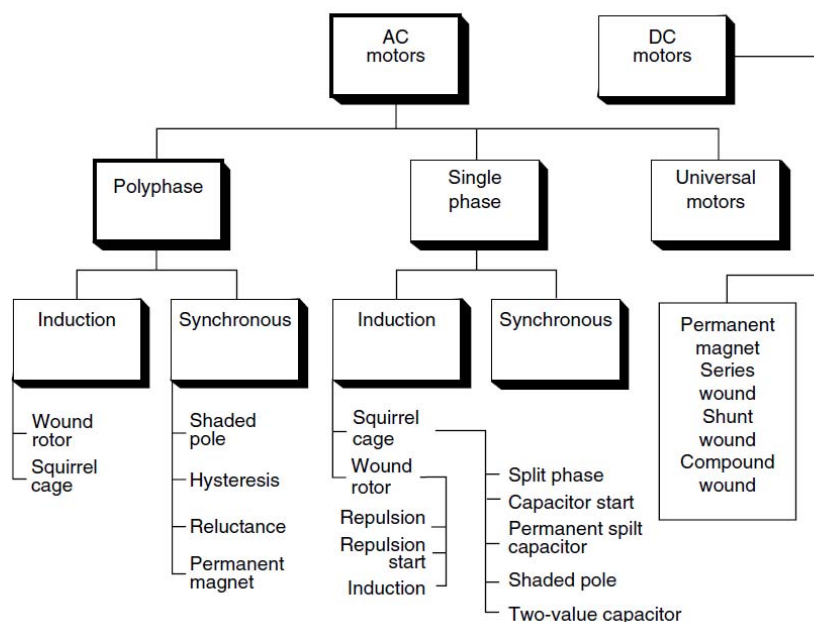 AC
motors
DC
motors
Polyphase
Single
phase
Universal
motors
Induction
Synchronous
Induction
Synchronous
Permanent
magnet
Series
wound
Shunt
wound
Compound
wound
Wound
rotor
Squirrel
cage
Shaded
pole
Hysteresis
Reluctance
Permanent
magnet
Squirrel
cage
Wound
rotor
Repulsion
Repulsion
start
Induction
Split phase
Capacitor start
Permanent spilt
capacitor
Shaded pole
Two-value capacitor